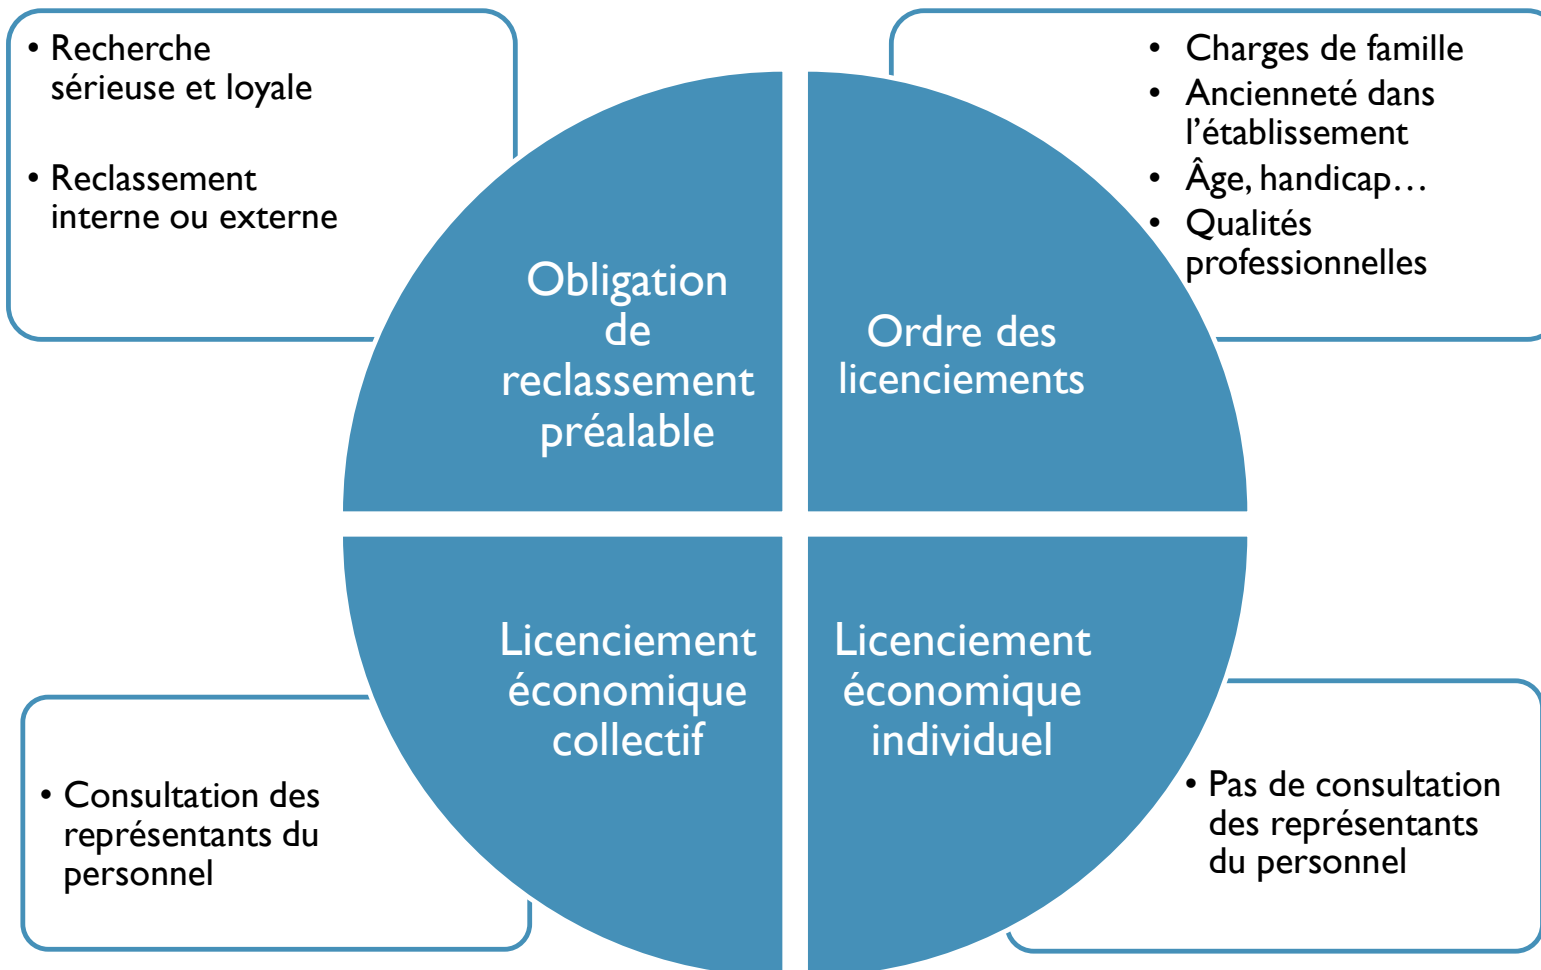 • Recherche
sérieuse et loyale
• Reclassement
interne ou externe
• Charges de famille
• Ancienneté dans
l’établissement
• Âge, handicap…
• Qualités
professionnelles
Obligation
de
reclassement
préalable
Ordre des
licenciements
Licenciement
économique
collectif
Licenciement
économique
individuel
• Consultation des
représentants du
personnel
• Pas de consultation
des représentants
du personnel